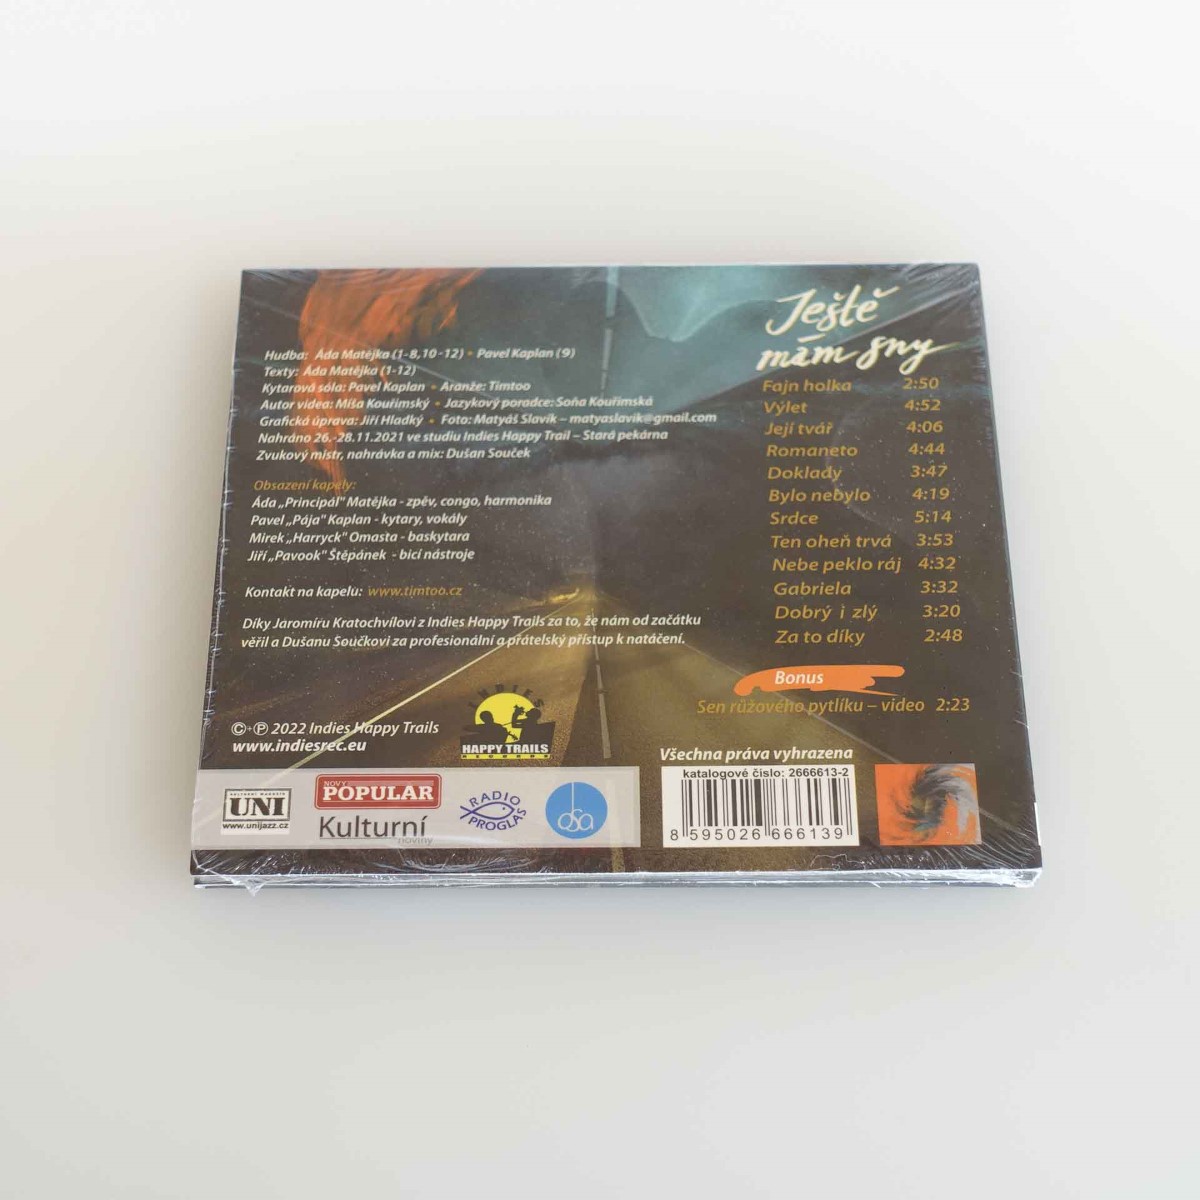 Ještě
mám sny
Hudba: Áda Matějka (1-8,10-12) • Pavel Kaplan (9)
Texty: Áda Matějka (1-12)
Kytarová sóla: Pavel Kaplan • Aranže: Timtoo
Autor videa: Míša Kouřimský • Jazykový poradce: Soňa Kouřimská
Grafická úprava: Jiří Hladký • Foto: Matyáš Slavík – matyaslavik@gmail.com
Nahráno 26.-28.11.2021 ve studiu Indies Happy Trail – Stará pekárna
Zvukový mistr, nahrávka a mix: Dušan Souček
Obsazení kapely:
Áda „Principál" Matějka - zpěv, congo, harmonika
Pavel „Pája" Kaplan - kytary, vokály
Mirek „Harryck" Omasta - baskytara
Jiří „Pavook" Štěpánek - bicí nástroje
Kontakt na kapelu: www.timtoo.cz
Díky Jaromíru Kratochvílovi z Indies Happy Trails za to, že nám od začátku
věřil a Dušanu Součkovi za profesionální a přátelský přístup k natáčení.
Fajn holka 2:50
Výlet 4:52
Její tvář 4:06
Romaneto 4:44
Doklady 3:47
Bylo nebylo 4:19
Srdce 5:14
Ten oheň trvá 3:53
Nebe peklo ráj 4:32
Gabriela 3:32
Dobrý i zlý 3:20
Za to díky 2:48
Bonus
Sen růžového pytlíku – video 2:23
©+℗ 2022 Indies Happy Trails
www.indiesrec.eu
INDIES
HAPPY TRAILS
RECORDS
Všechna práva vyhrazena
katalogové číslo: 2666613-2
8 595026 666139
KULTURNÍ MAGAZÍN
UNI
www.unijazz.cz
NOVÝ
POPULAR
Kulturní
noviny
RADIO
PROGLAS
osa